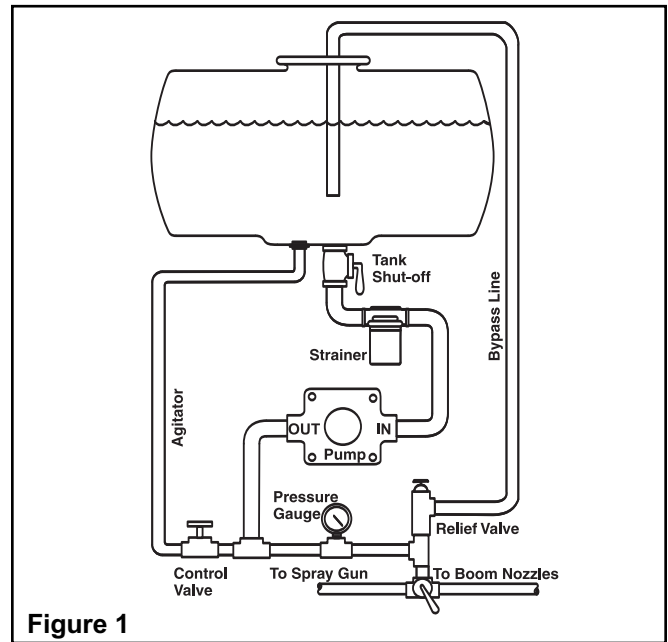 Tank
Shut-off
Bypass Line
Strainer
Agitator
OUT
IN
Pump
Pressure
Gauge
Relief Valve
Control
Valve
To Spray Gun
To Boom Nozzles
Figure 1